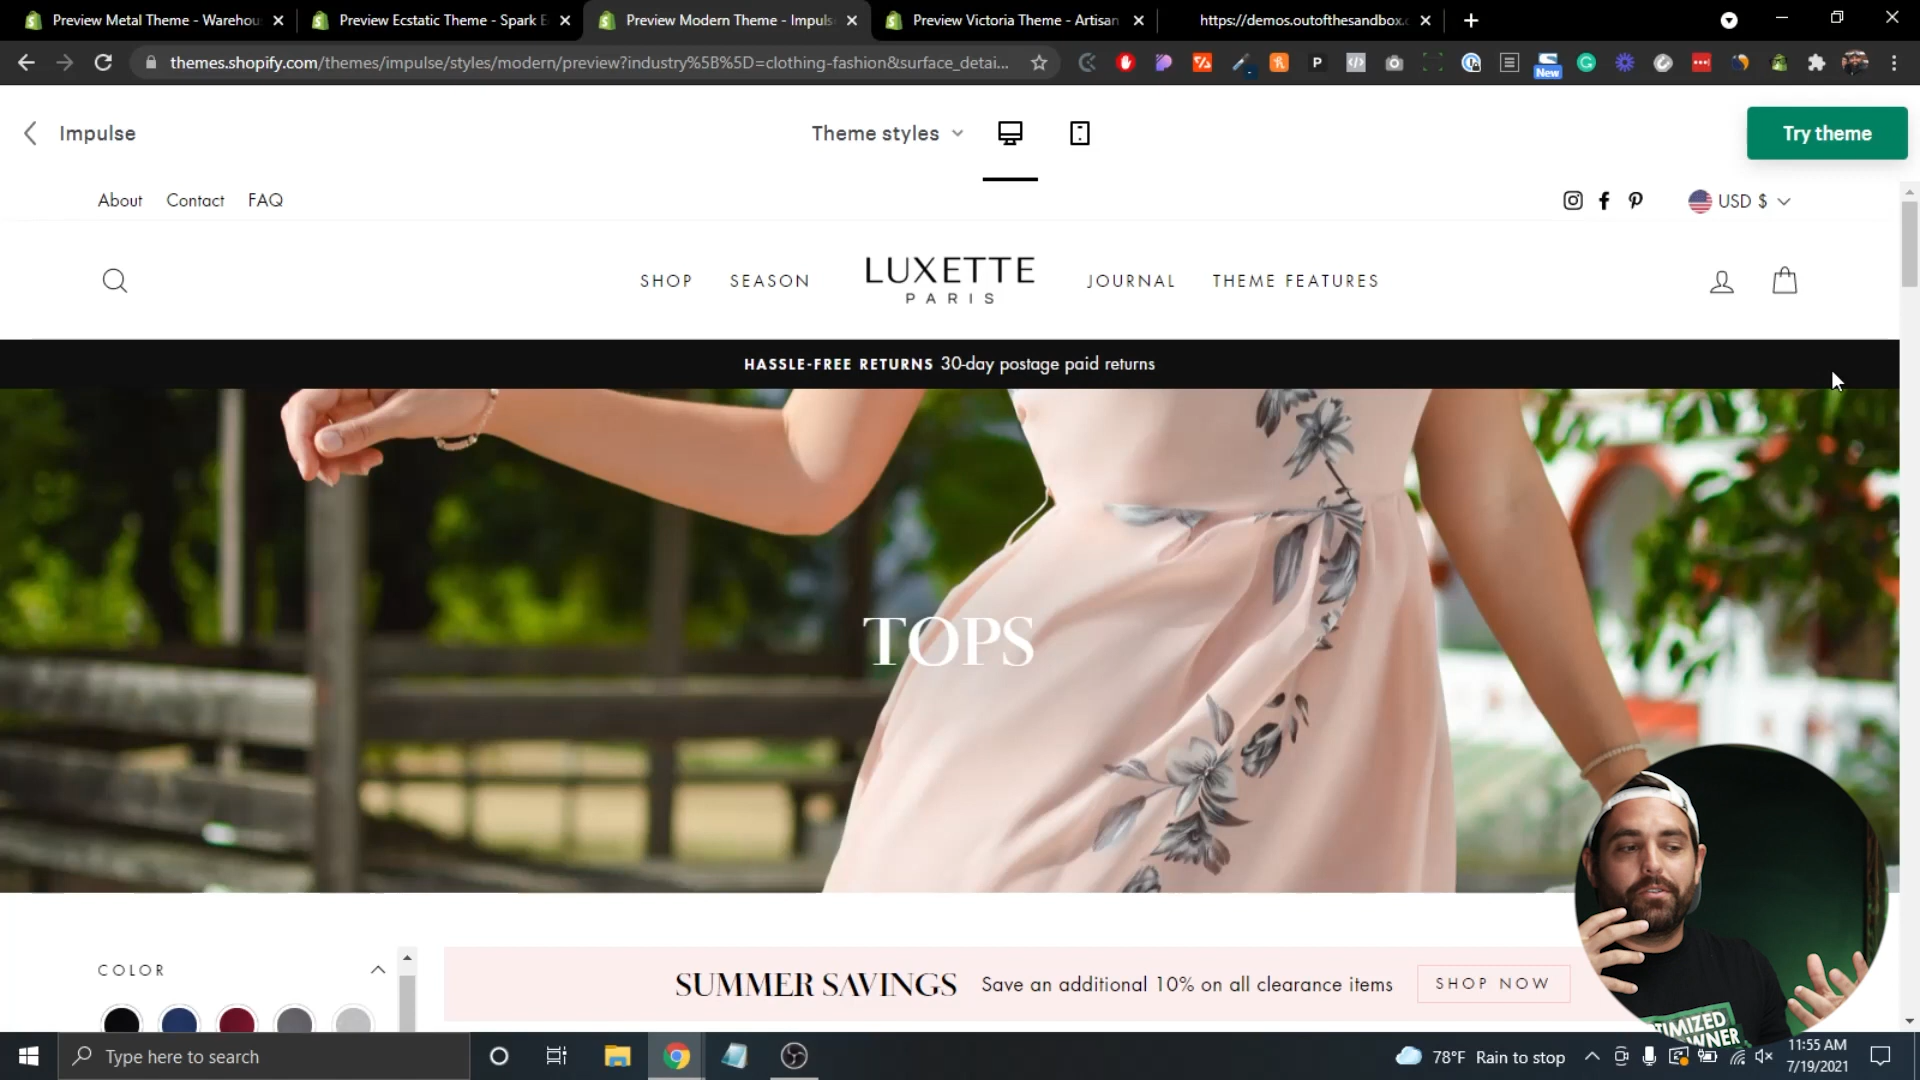 Preview Metal Theme - Warehou
Preview Ecstatic Theme - Spark E
Preview Modern Theme - Impuls
Preview Victoria Theme - Artisan
https://demos.outofthesandbox.c
themes.shopify.com/themes/impulse/styles/modern/preview?industry%5B%5D=clothing-fashion&surface_detai...
New
Impulse
Theme styles
Try theme
About Contact FAQ
USD $
SHOP SEASON
LUXETTE
PARIS
JOURNAL THEME FEATURES
HASSLE-FREE RETURNS 30-day postage paid returns
TOPS
COLOR
SUMMER SAVINGS Save an additional 10% on all clearance items
SHOP NOW
Type here to search
78°F Rain to stop
11:55 AM
7/19/2021